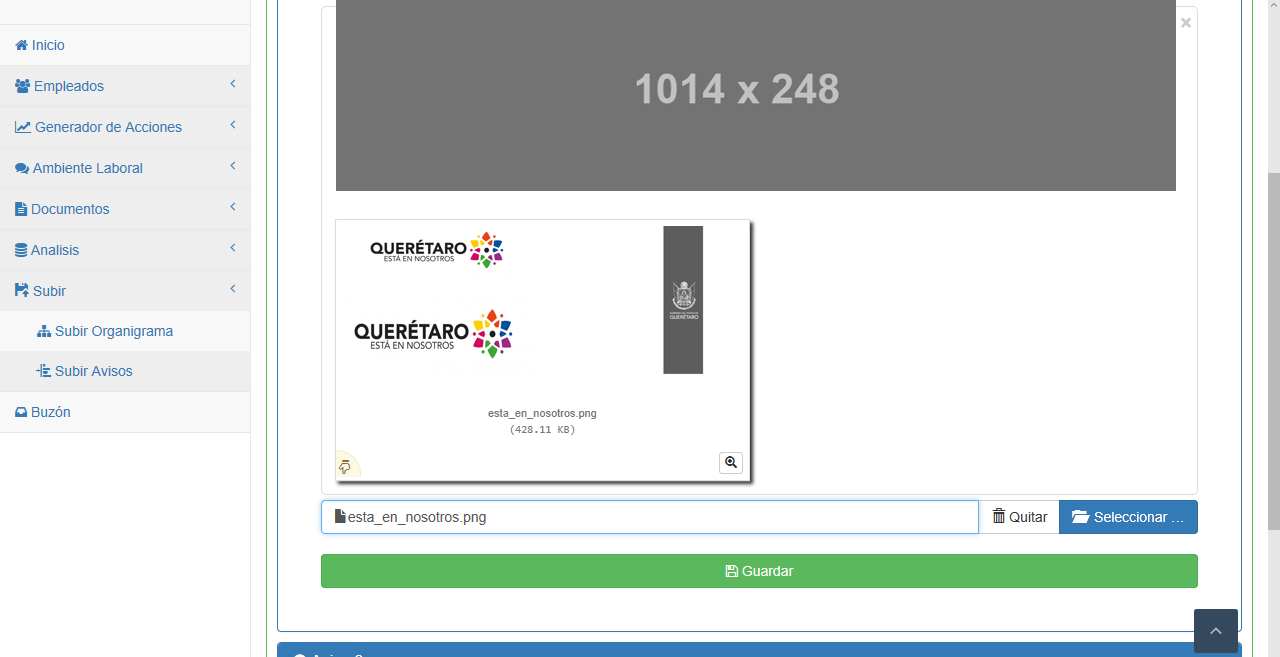 1014 x 248
Inicio
Empleados
Generador de Acciones
Ambiente Laboral
Documentos
Analisis
Subir
Subir Organigrama
Subir Avisos
Buzón
QUERÉTARO
ESTÁ EN NOSOTROS
QUERÉTARO
ESTÁ EN NOSOTROS
QUERÉTARO
esta_en_nosotros.png
(428.11 KB)
esta_en_nosotros.png
Quitar
Seleccionar ...
Guardar